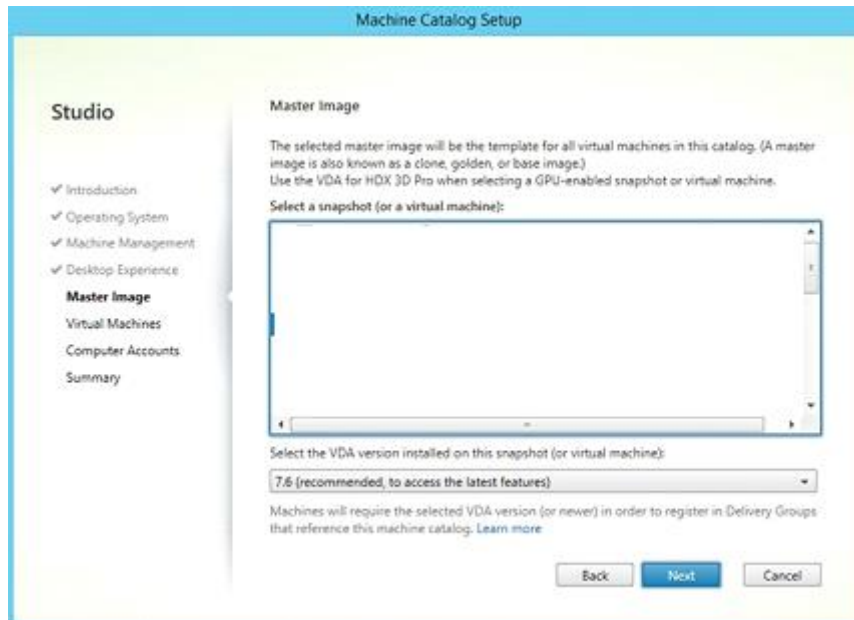 Machine Catalog Setup
Studio
Introduction
Operating System
Machine Management
Desktop Experience
Master Image
Virtual Machines
Computer Accounts
Summary
Master Image
The selected master image will be the template for all virtual machines in this catalog. (A master
image is also known as a clone, golden, or base image.)
Use the VDA for HDX 3D Pro when selecting a GPU-enabled snapshot or virtual machine.
Select a snapshot (or a virtual machine):
Select the VDA version installed on this snapshot (or virtual machine):
7.6 (recommended, to access the latest features)
Machines will require the selected VDA version (or newer) in order to register in Delivery Groups
that reference this machine catalog. Learn more
Back
Next
Cancel